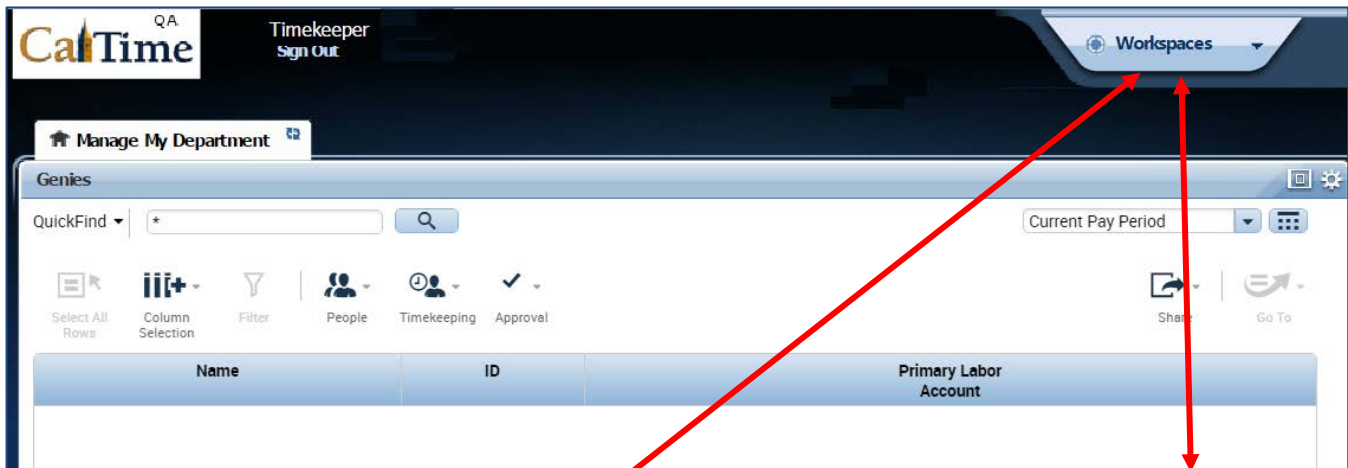 QA
CalTime
Timekeeper
Sign Out
Workspaces
Manage My Department
Genies
QuickFind
*
Current Pay Period
Select All
Rows
Column
Selection
Filter
People
Timekeeping
Approval
Share
Go To
Name
ID
Primary Labor
Account